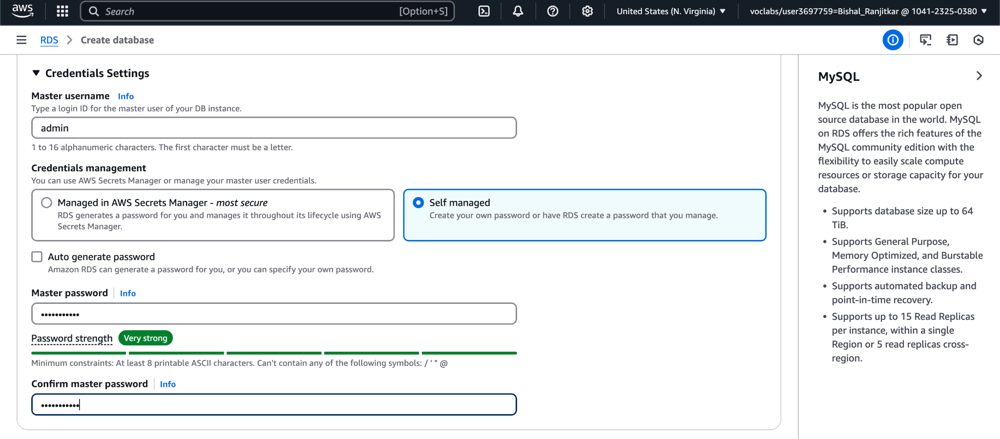 aws
Search
[Option+S]
United States (N. Virginia)
voclabs/user3697759=Bishal_Ranjitkar @ 1041-2325-0380
RDS
Create database
Credentials Settings
Master username Info
Type a login ID for the master user of your DB instance.
admin
1 to 16 alphanumeric characters. The first character must be a letter.
Credentials management
You can use AWS Secrets Manager or manage your master user credentials.
Managed in AWS Secrets Manager - most secure
RDS generates a password for you and manages it throughout its lifecycle using AWS
Secrets Manager.
Self managed
Create your own password or have RDS create a password that you manage.
Auto generate password
Amazon RDS can generate a password for you, or you can specify your own password.
Master password Info
•••••••••••
Password strength Very strong
Minimum constraints: At least 8 printable ASCII characters. Can't contain any of the following symbols: / ' " @
Confirm master password Info
•••••••••••
MySQL
MySQL is the most popular open
source database in the world. MySQL
on RDS offers the rich features of the
MySQL community edition with the
flexibility to easily scale compute
resources or storage capacity for your
database.
• Supports database size up to 64
TiB.
• Supports General Purpose,
Memory Optimized, and Burstable
Performance instance classes.
• Supports automated backup and
point-in-time recovery.
• Supports up to 15 Read Replicas
per instance, within a single
Region or 5 read replicas cross-
region.